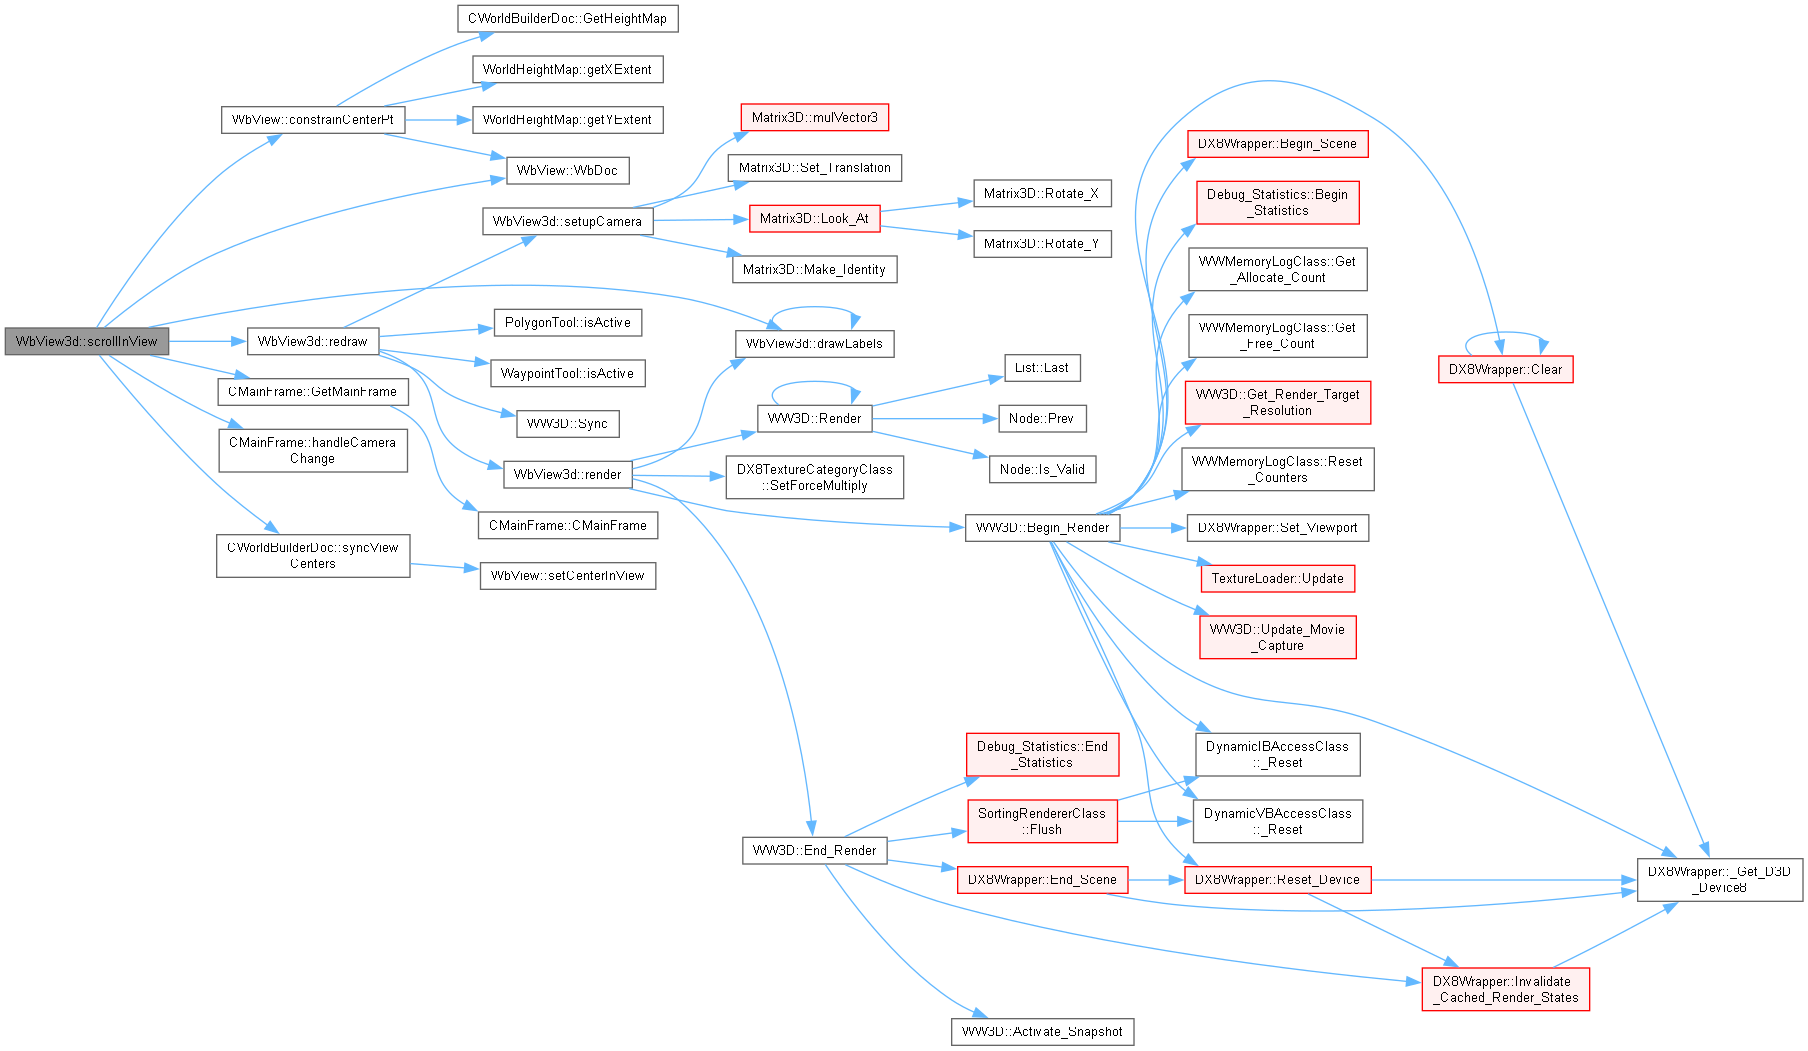 CWorldBuilderDoc::GetHeightMap
WorldHeightMap::getXExtent
WbView::constrainCenterPt
WorldHeightMap::getYExtent
WbView::WbDoc
Matrix3D::mulVector3
Matrix3D::Set_Translation
WbView3d::setupCamera
Matrix3D::Look_At
Matrix3D::Rotate_X
Matrix3D::Rotate_Y
Matrix3D::Make_Identity
WbView3d::scrollInView
WbView3d::redraw
PolygonTool::isActive
WbView3d::drawLabels
WaypointTool::isActive
CMainFrame::GetMainFrame
WW3D::Sync
CMainFrame::handleCamera
Change
WbView3d::render
CMainFrame::CMainFrame
CWorldBuilderDoc::syncView
Centers
WbView::setCenterInView
List::Last
WW3D::Render
Node::Prev
Node::Is_Valid
DX8TextureCategoryClass
::SetForceMultiply
WW3D::Begin_Render
DX8Wrapper::Begin_Scene
Debug_Statistics::Begin
_Statistics
WWMemoryLogClass::Get
_Allocate_Count
WWMemoryLogClass::Get
_Free_Count
WW3D::Get_Render_Target
_Resolution
WWMemoryLogClass::Reset
_Counters
DX8Wrapper::Set_Viewport
TextureLoader::Update
WW3D::Update_Movie
_Capture
DX8Wrapper::Clear
Debug_Statistics::End
_Statistics
DynamicIBAccessClass
::_Reset
SortingRendererClass
::Flush
DynamicVBAccessClass
::_Reset
WW3D::End_Render
DX8Wrapper::End_Scene
DX8Wrapper::Reset_Device
DX8Wrapper::_Get_D3D
_Device8
DX8Wrapper::Invalidate
_Cached_Render_States
WW3D::Activate_Snapshot